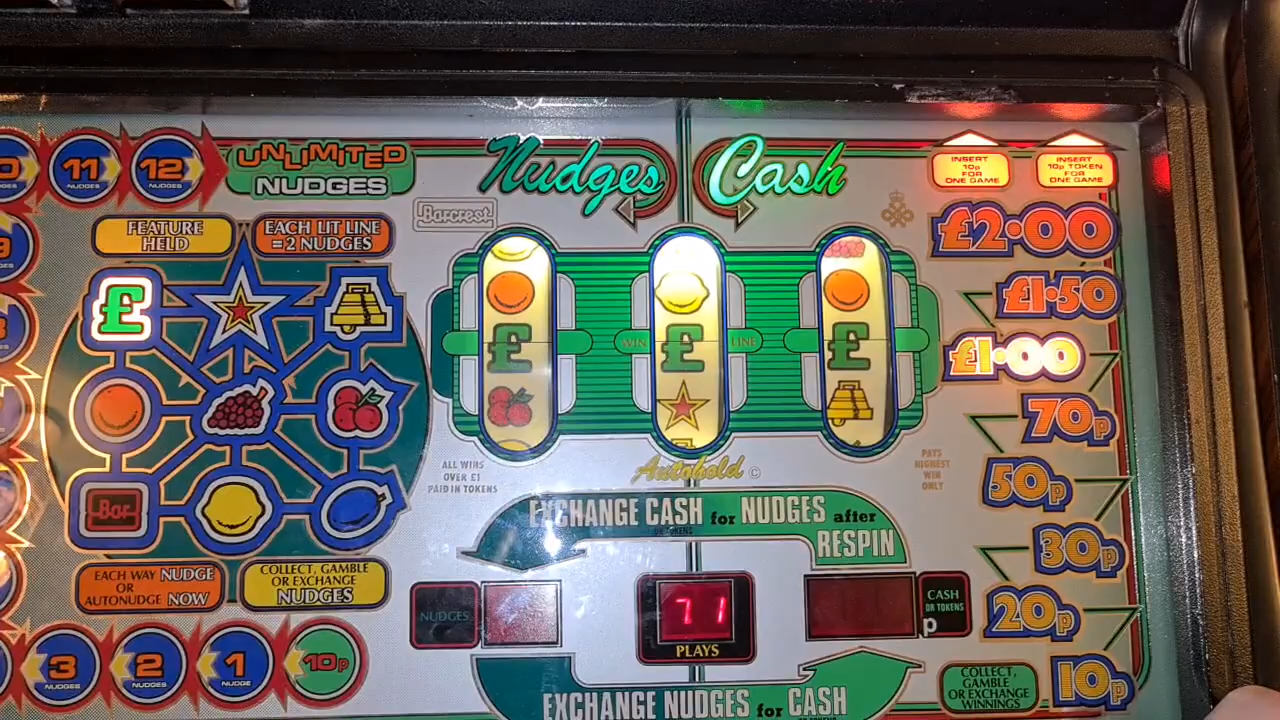 11
NUDGES
12
NUDGES
UNLIMITED
NUDGES
Nudges
Cash
INSERT
10p
FOR
ONE GAME
INSERT
10p TOKEN
FOR
ONE GAME
Barcrest
£2·00
FEATURE
HELD
EACH LIT LINE
= 2 NUDGES
£1·50
£
£
£
£
WIN
LINE
£1·00
70p
Bar
ALL WINS
OVER £1
PAID IN TOKENS
Autohold ©
PAYS
HIGHEST
WIN
ONLY
50p
EXCHANGE CASH for NUDGES after
RESPIN
30p
EACH WAY NUDGE
OR
AUTONUDGE NOW
COLLECT, GAMBLE
OR EXCHANGE
NUDGES
NUDGES
71
PLAYS
CASH
OR TOKENS
p
20p
3
NUDGES
2
NUDGES
1
NUDGE
10p
EXCHANGE NUDGES for CASH
COLLECT,
GAMBLE
OR EXCHANGE
WINNINGS
10p